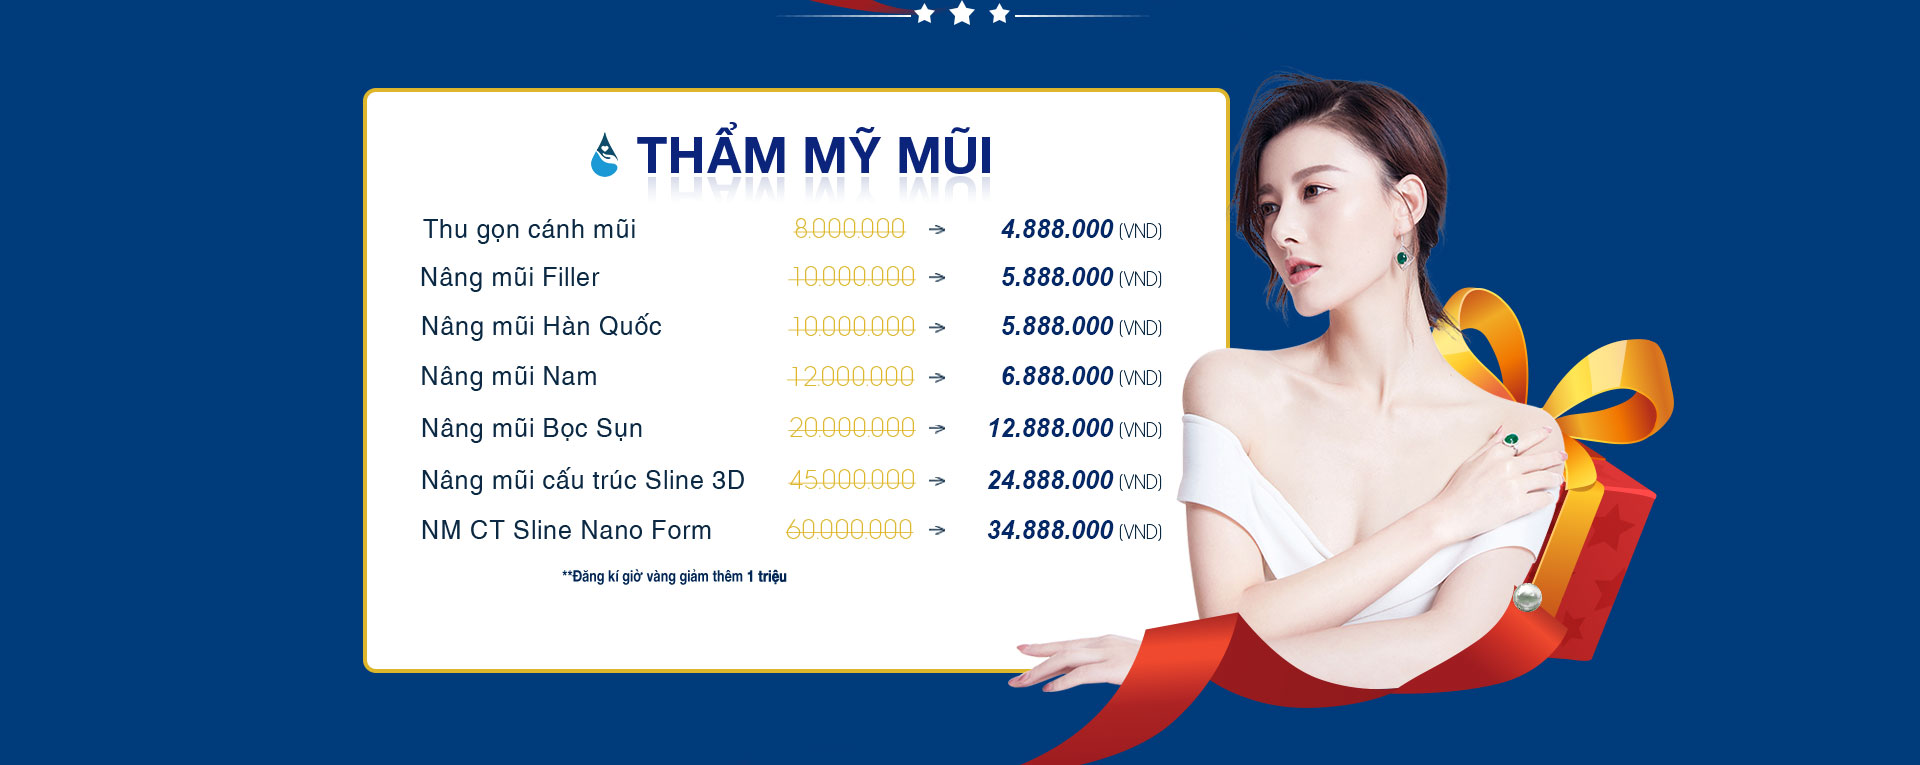 THẨM MỸ MŨI
Thu gọn cánh mũi 8.000.000 → 4.888.000 (VND)
Nâng mũi Filler 10.000.000 → 5.888.000 (VND)
Nâng mũi Hàn Quốc 10.000.000 → 5.888.000 (VND)
Nâng mũi Nam 12.000.000 → 6.888.000 (VND)
Nâng mũi Bọc Sụn 20.000.000 → 12.888.000 (VND)
Nâng mũi cấu trúc Sline 3D 45.000.000 → 24.888.000 (VND)
NM CT Sline Nano Form 60.000.000 → 34.888.000 (VND)
**Đăng kí giờ vàng giảm thêm 1 triệu